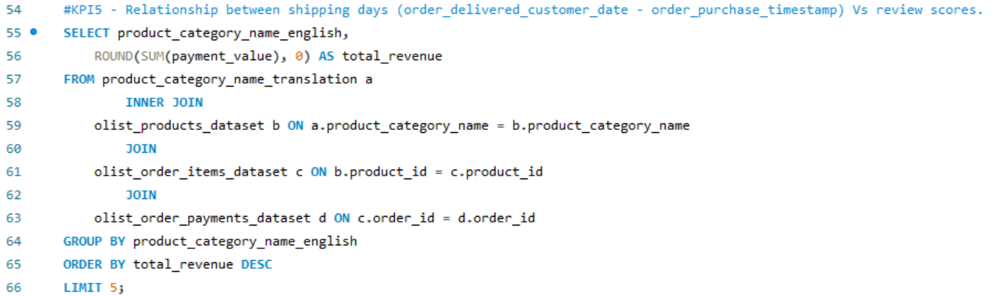 54 #KPI5 - Relationship between shipping days (order_delivered_customer_date - order_purchase_timestamp) Vs review scores.
55 SELECT product_category_name_english,
56 ROUND(SUM(payment_value), 0) AS total_revenue
57 FROM product_category_name_translation a
58 INNER JOIN
59 olist_products_dataset b ON a.product_category_name = b.product_category_name
60 JOIN
61 olist_order_items_dataset c ON b.product_id = c.product_id
62 JOIN
63 olist_order_payments_dataset d ON c.order_id = d.order_id
64 GROUP BY product_category_name_english
65 ORDER BY total_revenue DESC
66 LIMIT 5;